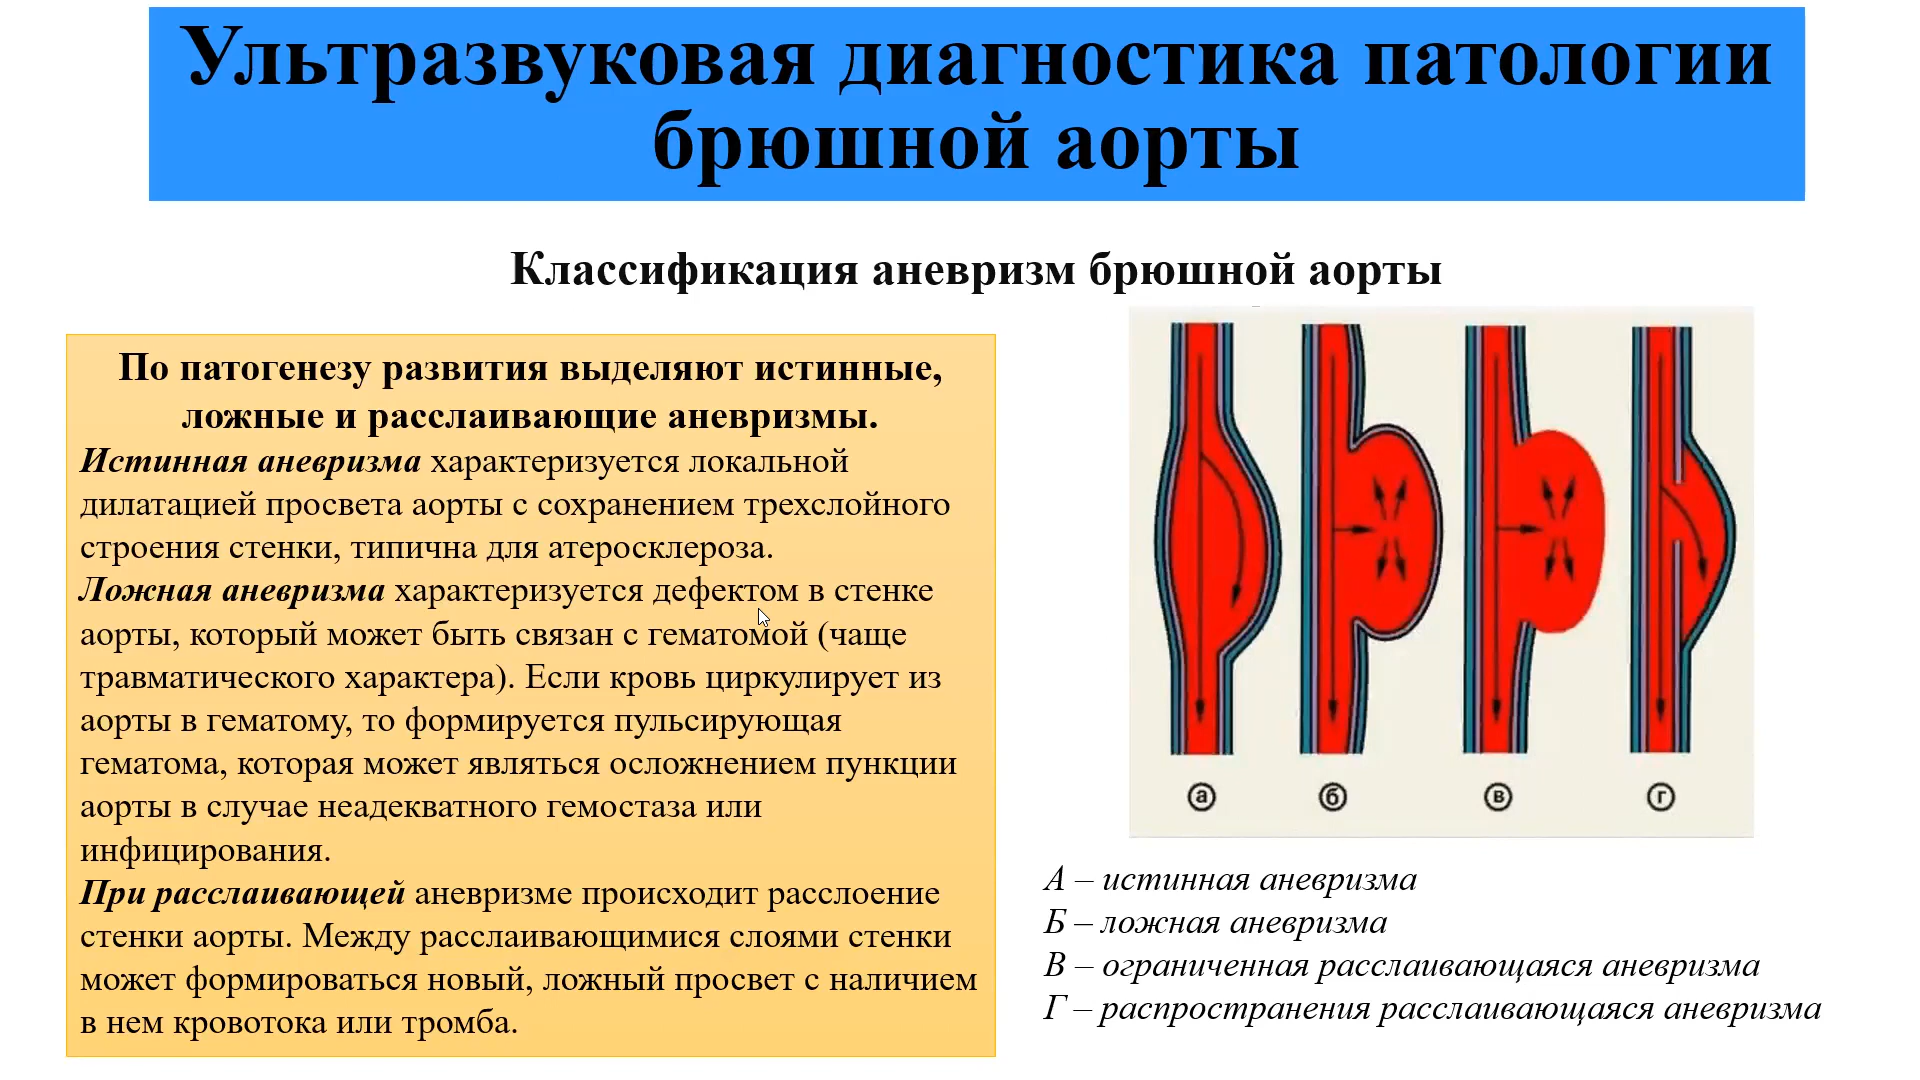 Ультразвуковая диагностика патологии
брюшной аорты
Классификация аневризм брюшной аорты
По патогенезу развития выделяют истинные,
ложные и расслаивающие аневризмы.
Истинная аневризма характеризуется локальной
дилатацией просвета аорты с сохранением трехслойного
строения стенки, типична для атеросклероза.
Ложная аневризма характеризуется дефектом в стенке
аорты, который может быть связан с гематомой (чаще
травматического характера). Если кровь циркулирует из
аорты в гематому, то формируется пульсирующая
гематома, которая может являться осложнением пункции
аорты в случае неадекватного гемостаза или
инфицирования.
При расслаивающей аневризме происходит расслоение
стенки аорты. Между расслаивающимися слоями стенки
может формироваться новый, ложный просвет с наличием
в нем кровотока или тромба.
а б в г
А – истинная аневризма
Б – ложная аневризма
В – ограниченная расслаивающаяся аневризма
Г – распространения расслаивающаяся аневризма